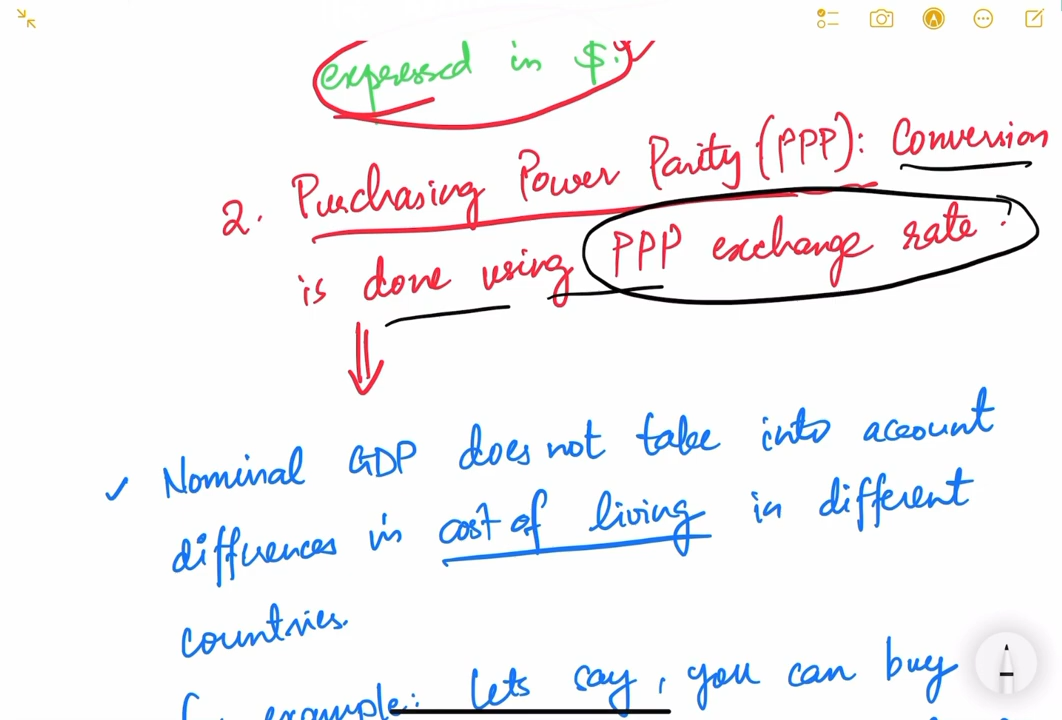 expressed in $.
2. Purchasing Power Parity (PPP): Conversion
is done using PPP exchange rate.
Nominal GDP does not take into account
differences in cost of living in different
countries.
For example: lets say, you can buy